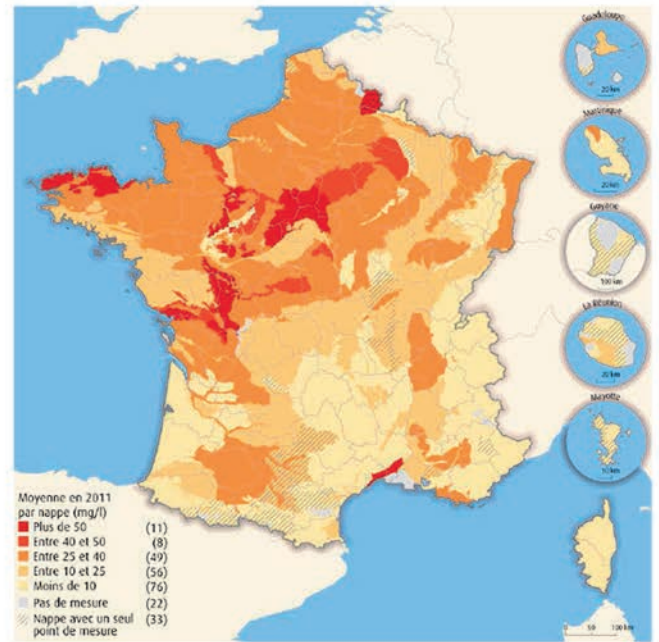 Guadeloupe
20 km
Martinique
20 km
Guyane
100 km
La Réunion
20 km
Mayotte
10 km
Moyenne en 2011
par nappe (mg/l)
Plus de 50 (11)
Entre 40 et 50 (8)
Entre 25 et 40 (49)
Entre 10 et 25 (56)
Moins de 10 (76)
Pas de mesure (22)
Nappe avec un seul (33)
point de mesure
0 50 100 km